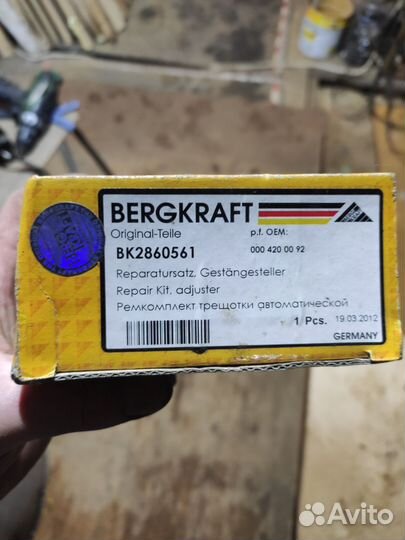 BERGKRAFT
Original-Teile
p.f. OEM:
BK2860561
000 420 00 92
Reparatursatz, Gestängesteller
Repair Kit, adjuster
Ремкомплект трещотки автоматической
1 Pcs. 19.03.2012
GERMANY
Avito